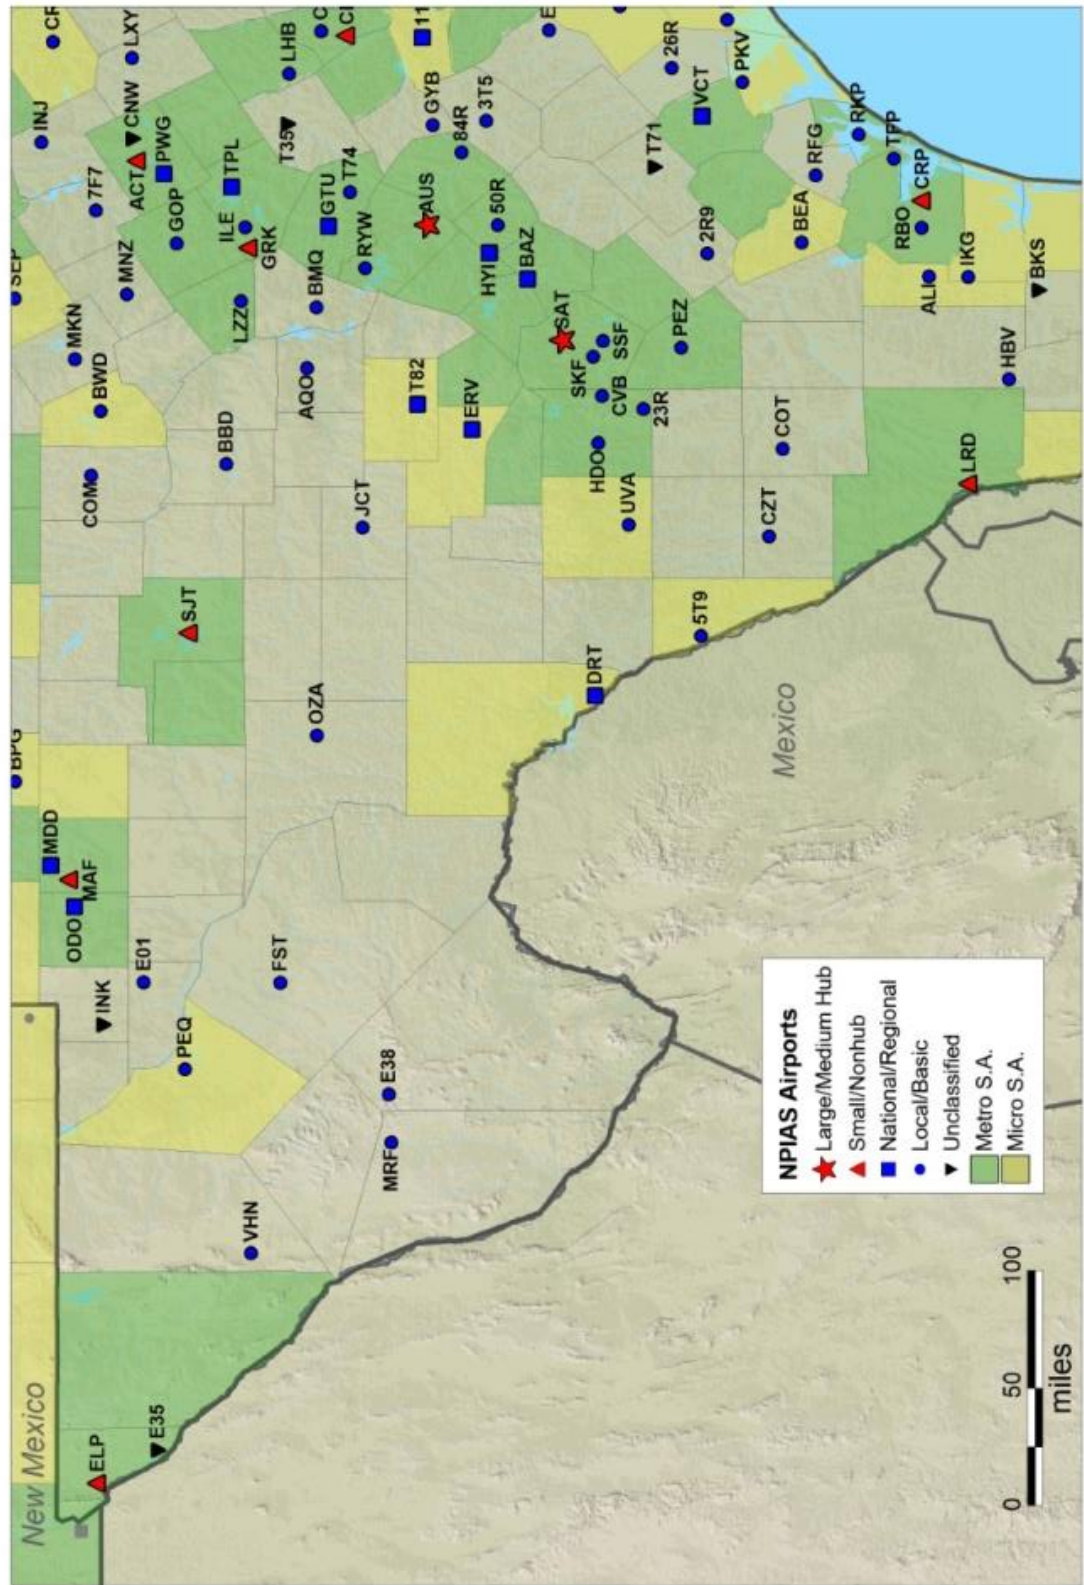 New Mexico
BPG
SEP
INJ
MDD
MAF
ODO
INK
ELP
E35
E01
PEQ
FST
VHN
MRF
E38
OZA
SJT
COM
BWD
MKN
7F7
MNZ
LXY
CNW
ACT
PWG
GOP
TPL
ILE
GRK
LZZ
BBD
LHB
T35
AQO
BMQ
GTU
T74
RYW
JCT
T82
AUS
GYB
84R
3T5
ERV
HYI
50R
BAZ
SAT
SKF
SSF
CVB
HDO
23R
UVA
DRT
5T9
PEZ
T71
26R
VCT
PKV
2R9
COT
CZT
BEA
RFG
RKP
TFP
CRP
RBO
ALI
IKG
LRD
HBV
BKS
Mexico
NPIAS Airports
Large/Medium Hub
Small/Nonhub
National/Regional
Local/Basic
Unclassified
Metro S.A.
Micro S.A.
0 50 100
miles